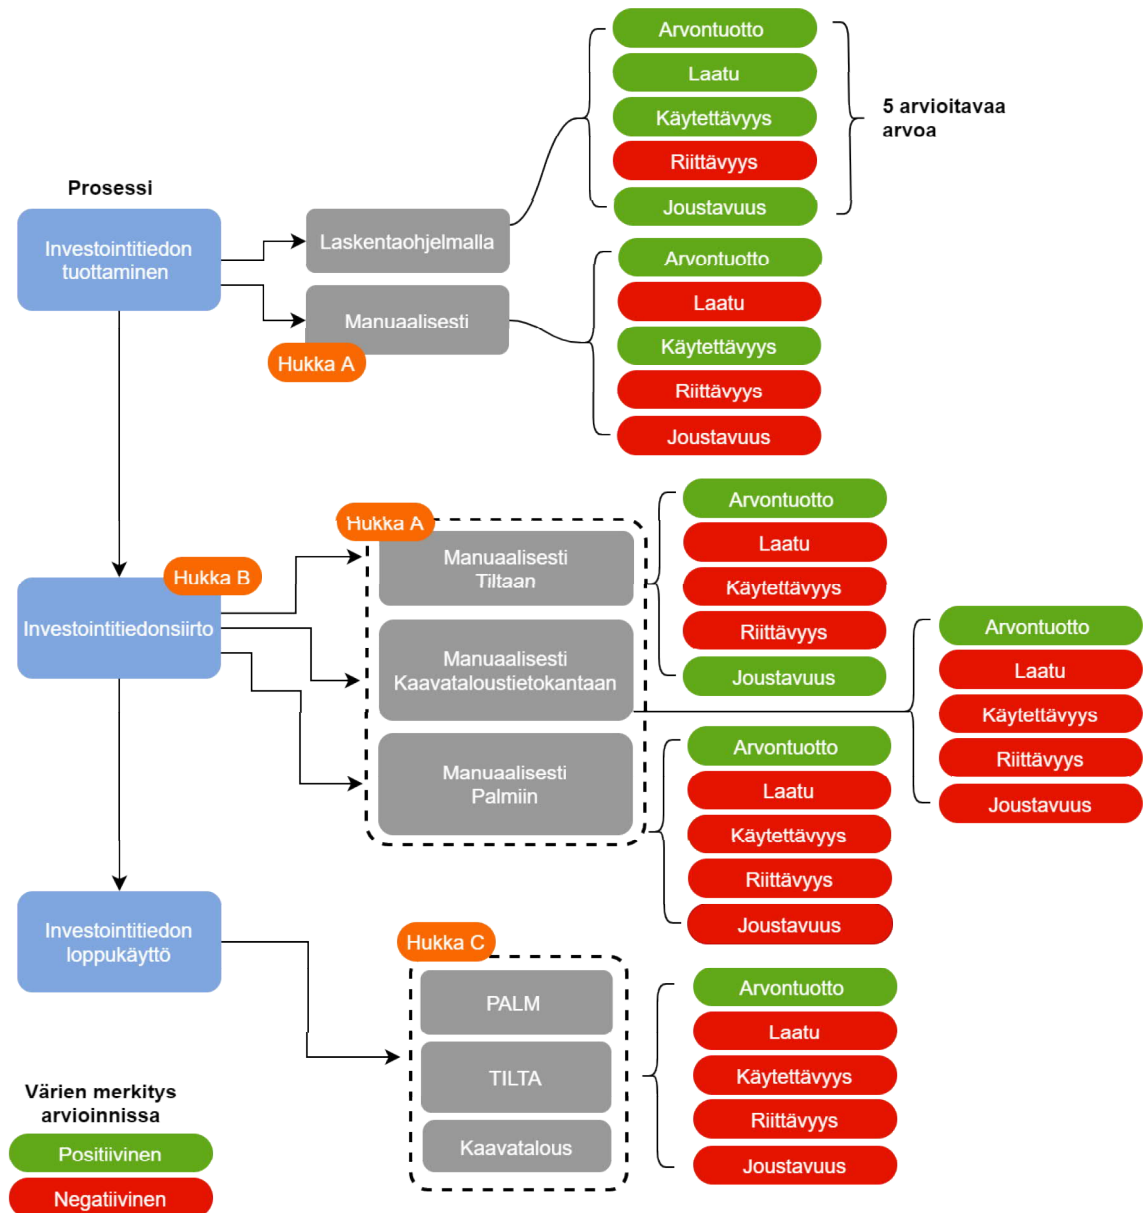 Prosessi
Investointitiedon
tuottaminen
Laskentaohjelmalla
Arvontuotto
Laatu
Käytettävyys
Riittävyys
Joustavuus
5 arvioitavaa
arvoa
Manuaalisesti
Hukka A
Arvontuotto
Laatu
Käytettävyys
Riittävyys
Joustavuus
Hukka B
Investointitiedonsiirto
Hukka A
Manuaalisesti
Tiltaan
Arvontuotto
Laatu
Käytettävyys
Riittävyys
Joustavuus
Manuaalisesti
Kaavataloustietokantaan
Arvontuotto
Laatu
Käytettävyys
Riittävyys
Joustavuus
Manuaalisesti
Palmiin
Arvontuotto
Laatu
Käytettävyys
Riittävyys
Joustavuus
Investointitiedon
loppukäyttö
Hukka C
PALM
TILTA
Kaavatalous
Arvontuotto
Laatu
Käytettävyys
Riittävyys
Joustavuus
Värien merkitys
arvioinnissa
Positiivinen
Negatiivinen